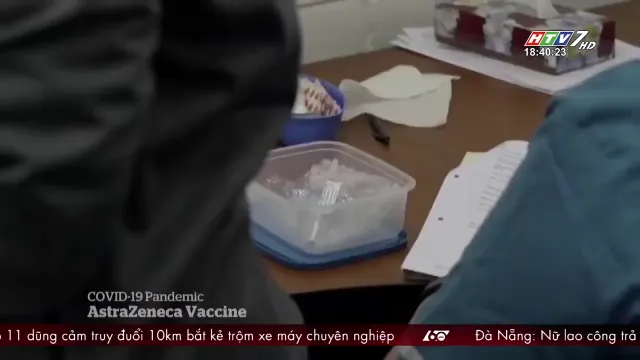 HTV7 HD
18:40:23
COVID-19 Pandemic
AstraZeneca Vaccine
11 dũng cảm truy đuổi 10km bắt kẻ trộm xe máy chuyên nghiệp 60 Đà Nẵng: Nữ lao công trả